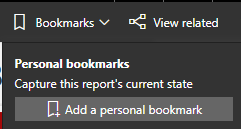 Bookmarks View related
Personal bookmarks
Capture this report's current state
Add a personal bookmark